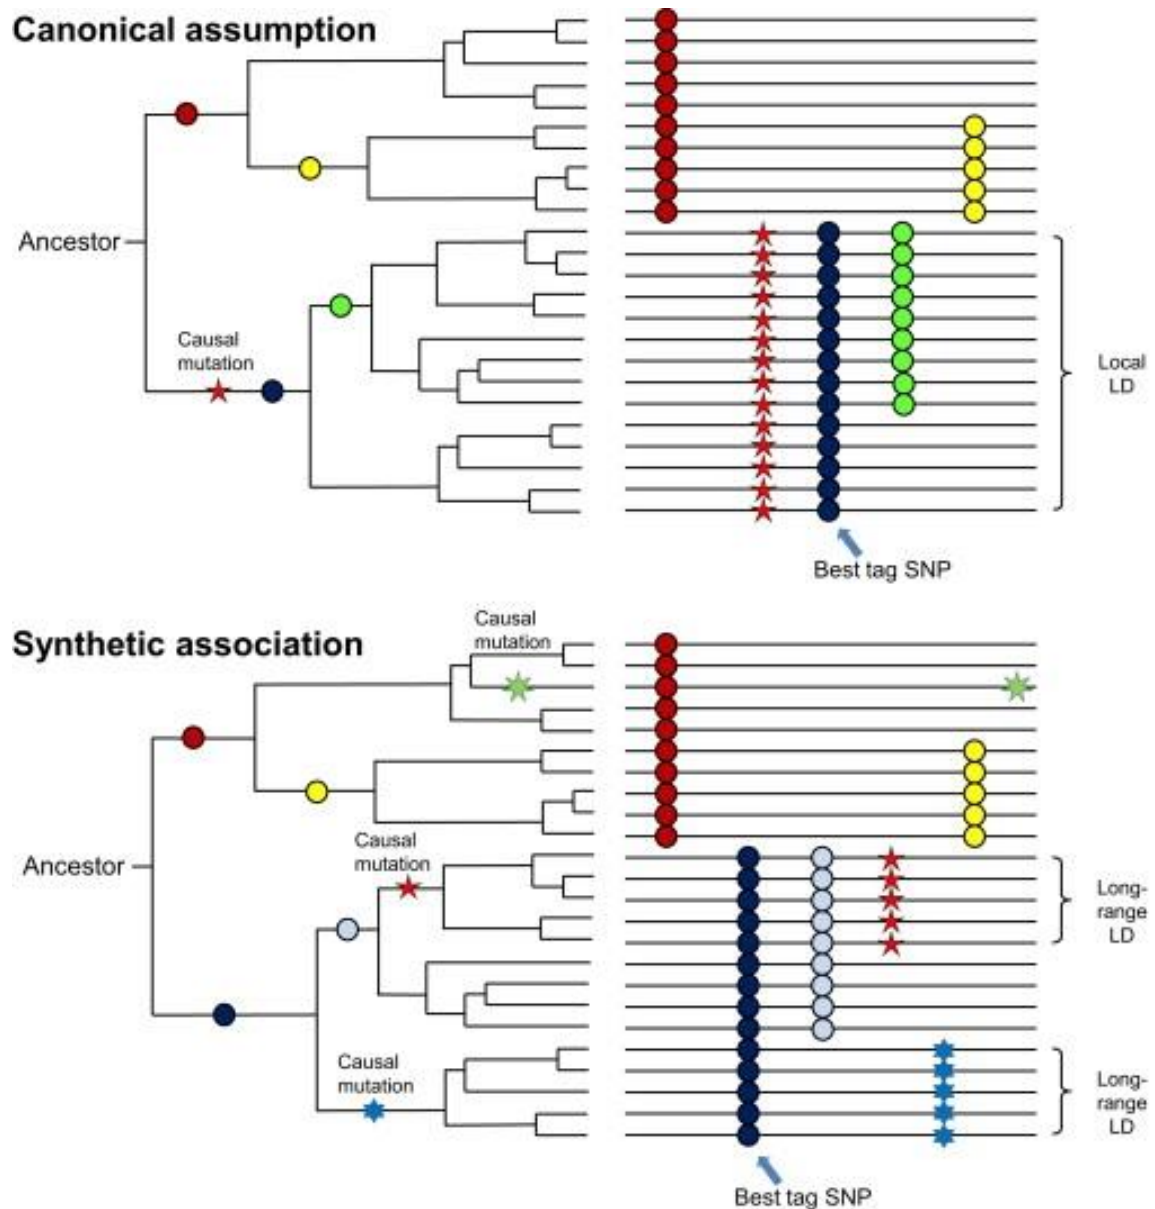 Canonical assumption
Ancestor
Causal
mutation
Local
LD
Best tag SNP
Synthetic association
Causal
mutation
Causal
mutation
Ancestor
Long-
range
LD
Causal
mutation
Long-
range
LD
Best tag SNP